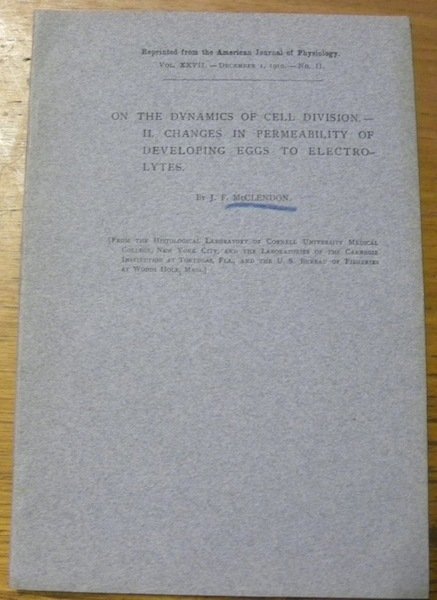 Reprinted from the American Journal of Physiology.
VOL. XXVII. — DECEMBER 1, 1910. — NO. II.
ON THE DYNAMICS OF CELL DIVISION. —
II. CHANGES IN PERMEABILITY OF
DEVELOPING EGGS TO ELECTRO-
LYTES.
BY J. F. MCCLENDON.
[FROM THE HISTOLOGICAL LABORATORY OF CORNELL UNIVERSITY MEDICAL
COLLEGE, NEW YORK CITY, AND THE LABORATORIES OF THE CARNEGIE
INSTITUTION AT TORTUGAS, FLA., AND THE U. S. BUREAU OF FISHERIES
AT WOODS HOLE, MASS.]